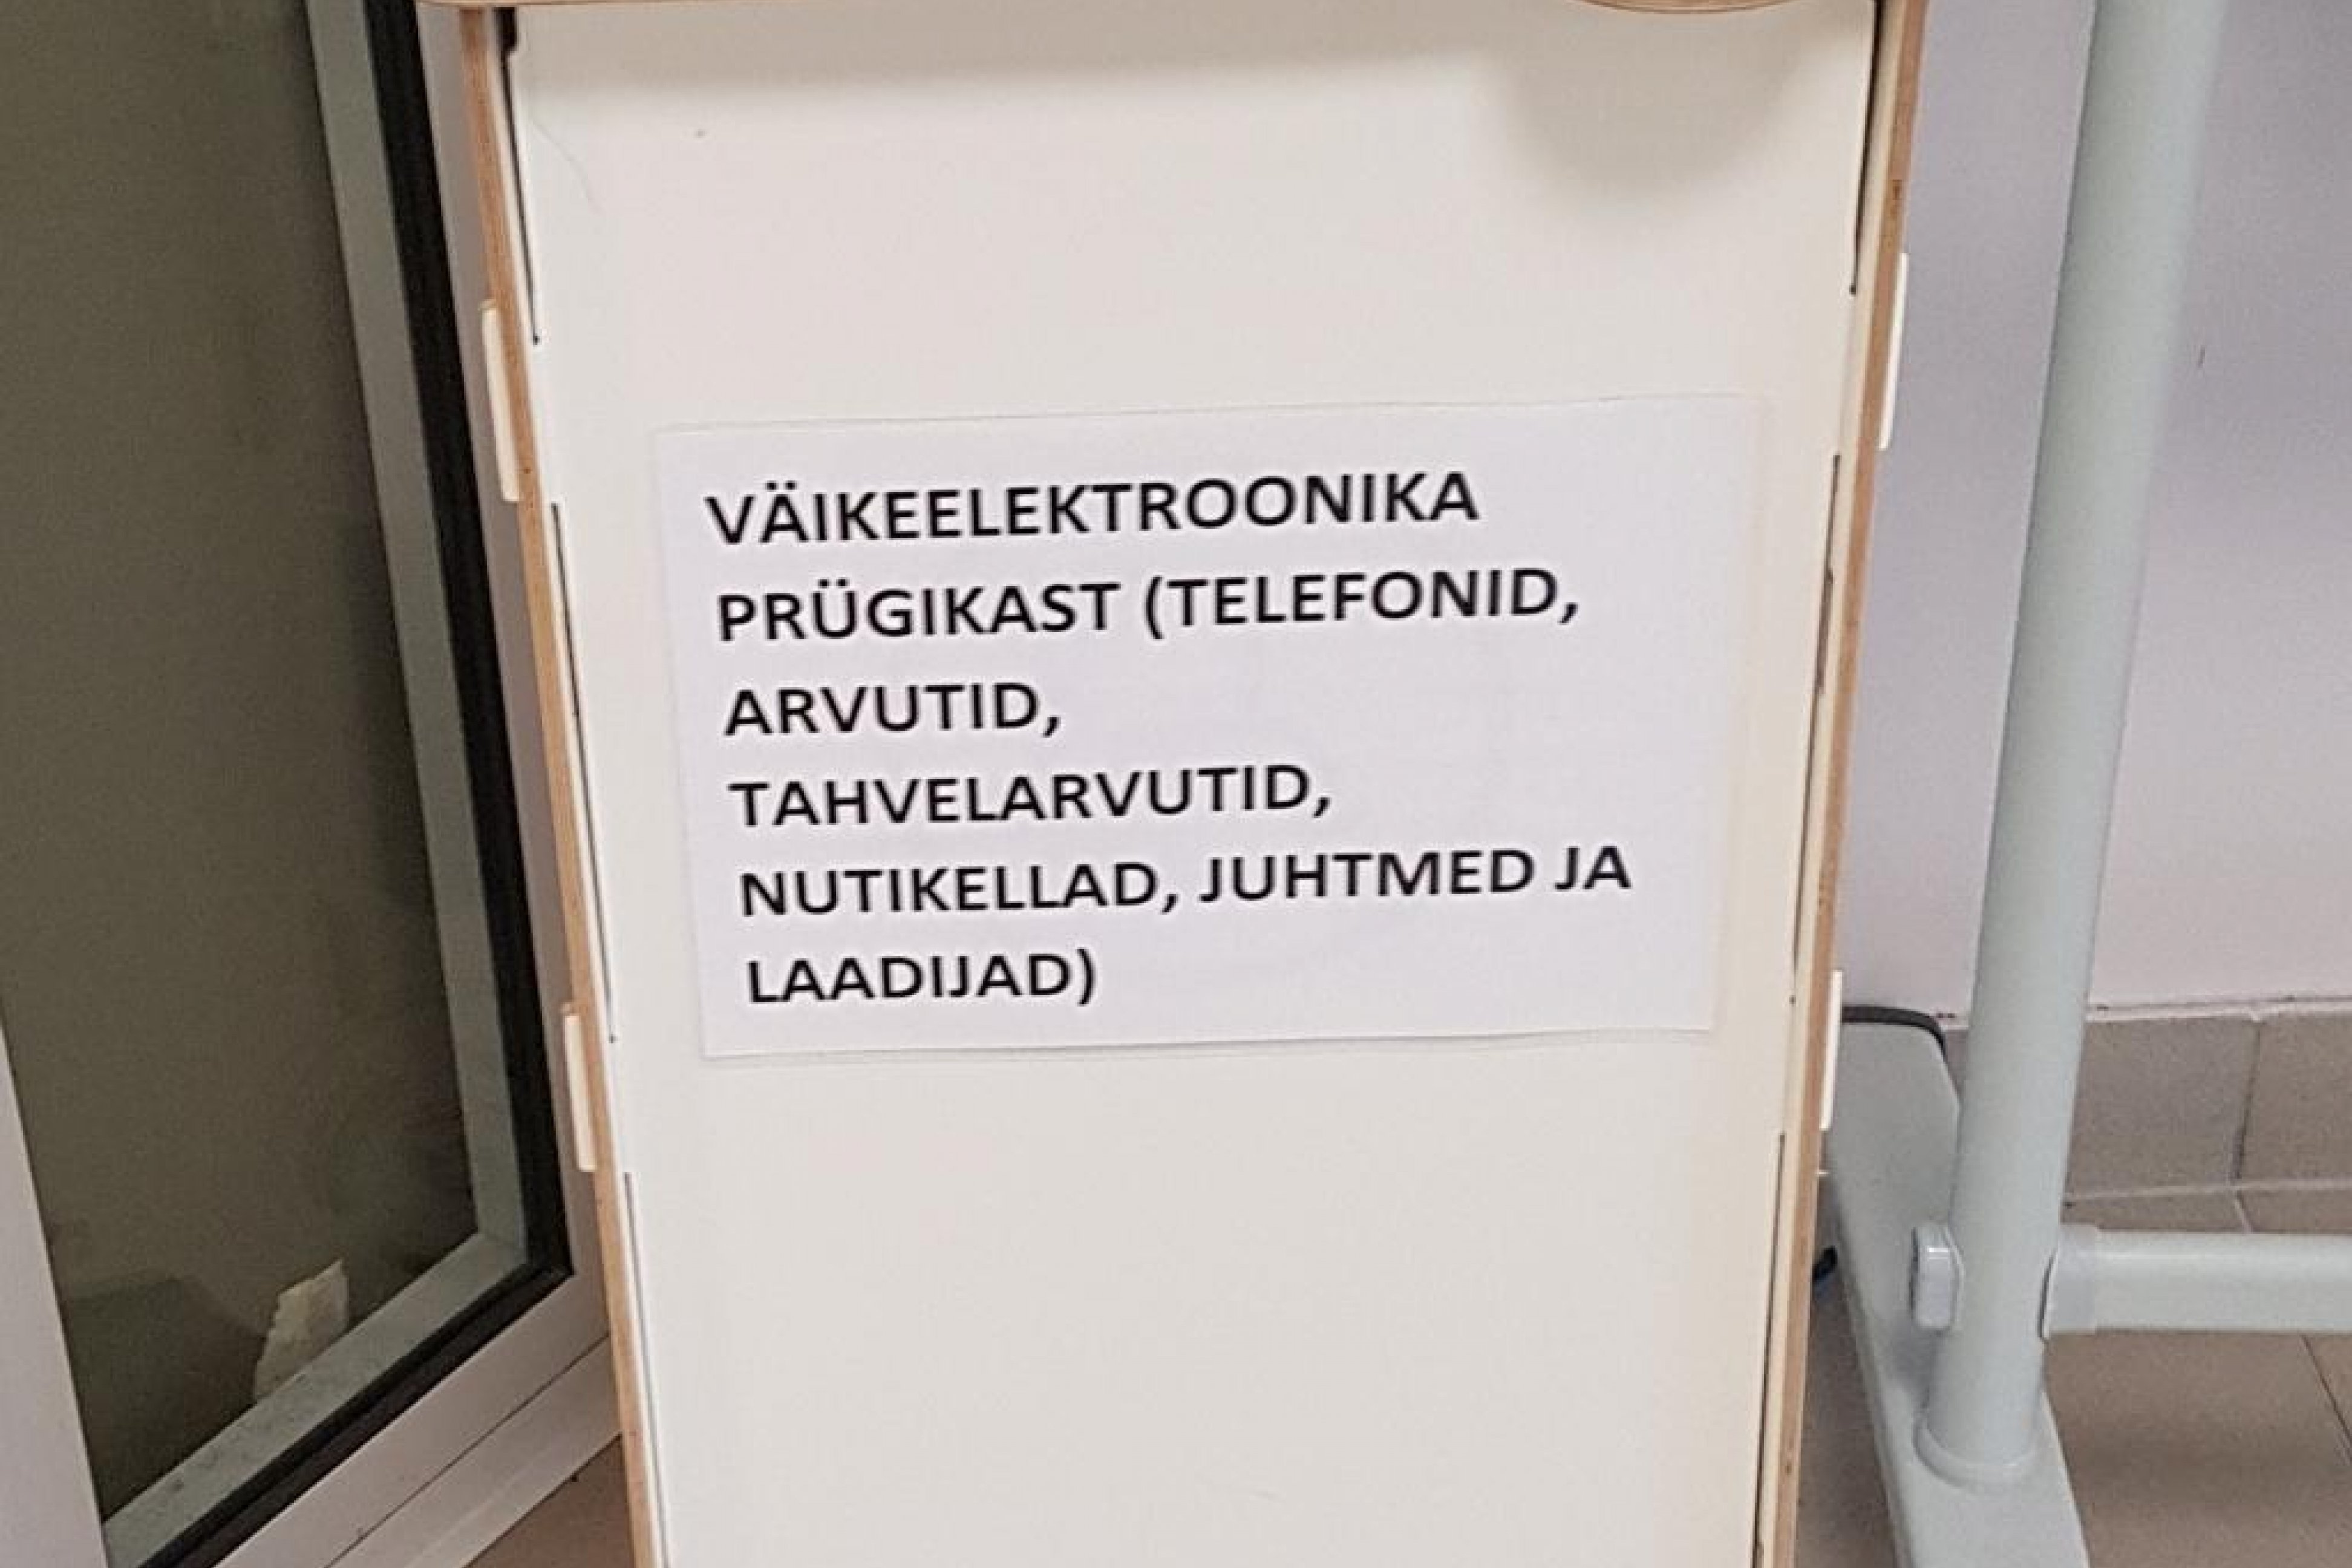 VÄIKEELEKTROONIKA
PRÜGIKAST (TELEFONID,
ARVUTID,
TAHVELARVUTID,
NUTIKELLAD, JUHTMED JA
LAADIJAD)